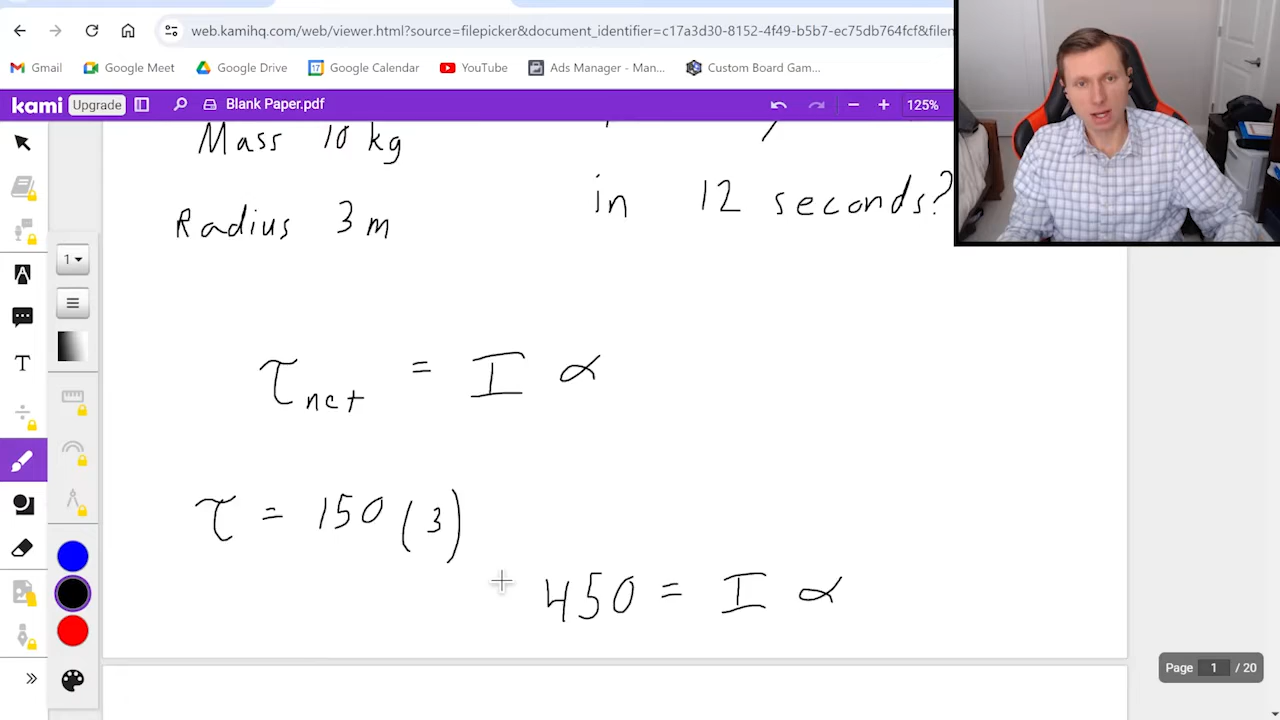 web.kamihq.com/web/viewer.html?source=filepicker&document_identifier=c17a3d30-8152-4f49-b5b7-ec75db764fcf&filen
Gmail Google Meet Google Drive Google Calendar YouTube Ads Manager - Man... Custom Board Gam...
kami Upgrade Blank Paper.pdf 125%
Mass 10 kg
in 12 seconds?
Radius 3 m
1
τnet = I α
T
τ = 150 (3)
450 = I α
Page 1 / 20